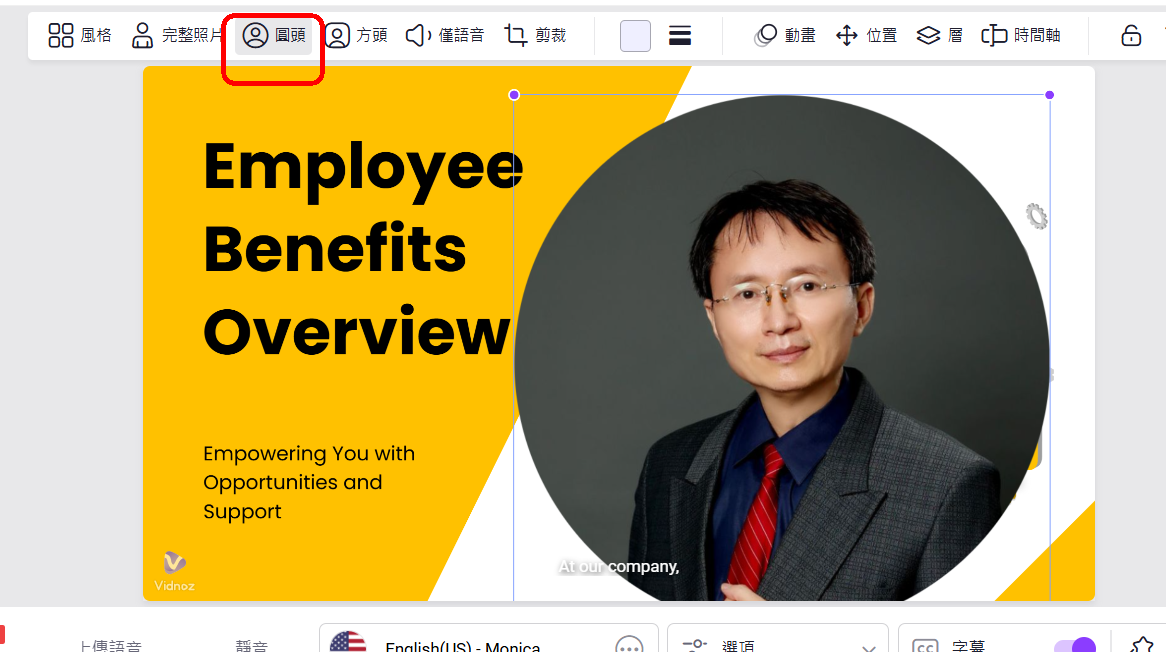 風格 完整照片 圓頭 方頭 僅語音 剪裁 動畫 位置 層 時間軸
Employee
Benefits
Overview
Empowering You with
Opportunities and
Support
At our company,
Vidnoz
上傳語音 靜音 English(US) - Monica 選項 CC 字幕